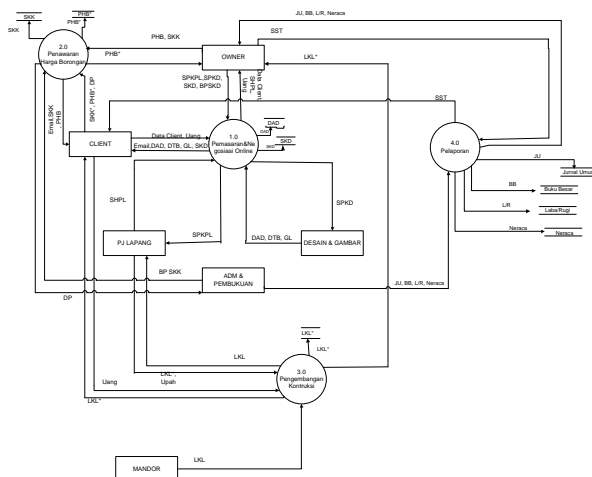 SKK
PHB*
SKK
PHB*
2.0
Penawaran
Harga Borongan
PHB, SKK
PHB*
OWNER
JU, BB, L/R, Neraca
SST
LKL*
SPKPL,SPKD,
SKD, BPSKD
Data Client,
SHPL,
Uang
Email,SKK
*, PHB
SKK*, PHB*, DP
CLIENT
Data Client, Uang
Email,DAD, DTB, GL, SKD
1.0
Pemasaran&Ne
gosiasi Online
DAD
DAD
SKD
SKD
SST
4.0
Pelaporan
JU
Jurnal Umum
BB
Buku Besar
L/R
Laba/Rugi
Neraca
Neraca
SHPL
SPKPL
SPKD
PJ LAPANG
DAD, DTB, GL
DESAIN & GAMBAR
BP SKK
ADM &
PEMBUKUAN
DP
JU, BB, L/R, Neraca
LKL
LKL*
LKL*
LKL*,
Upah
Uang
LKL*
3.0
Pengembangan
Kontruksi
MANDOR
LKL